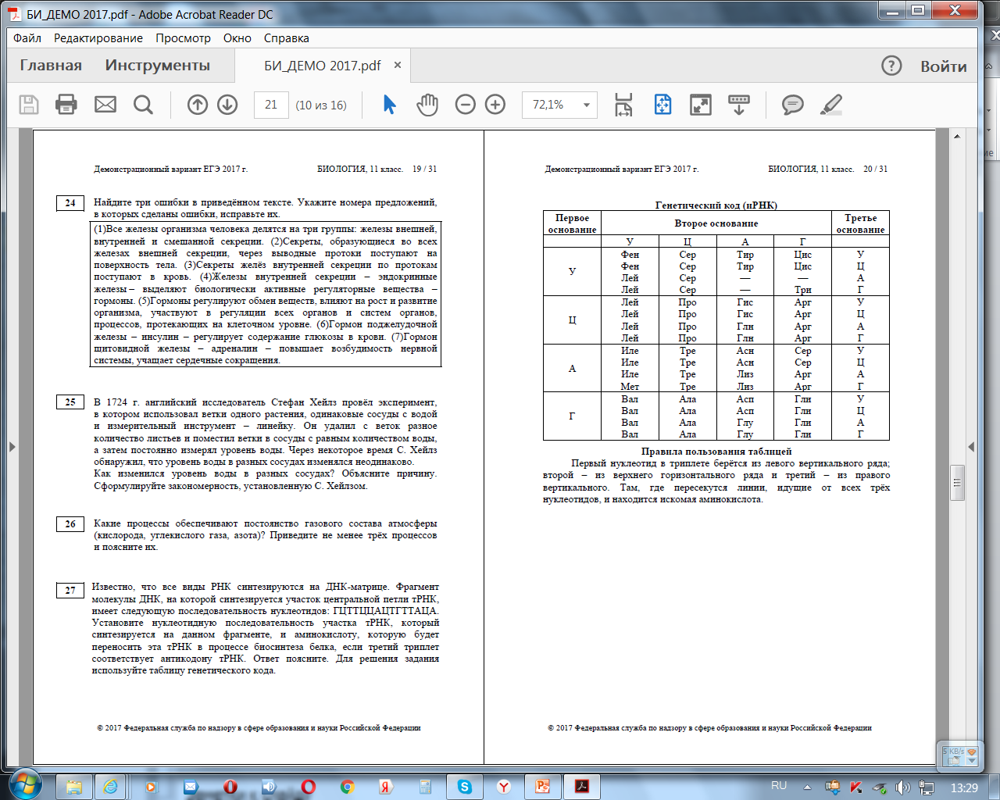 БИ_ДЕМО 2017.pdf - Adobe Acrobat Reader DC
Файл Редактирование Просмотр Окно Справка
Главная Инструменты БИ_ДЕМО 2017.pdf × Войти
21 (10 из 16) 72,1%
Демонстрационный вариант ЕГЭ 2017 г. БИОЛОГИЯ, 11 класс. 19 / 31
24 Найдите три ошибки в приведённом тексте. Укажите номера предложений,
в которых сделаны ошибки, исправьте их.
(1)Все железы организма человека делятся на три группы: железы внешней,
внутренней и смешанной секреции. (2)Секреты, образующиеся во всех
железах внешней секреции, через выводные протоки поступают на
поверхность тела. (3)Секреты желёз внутренней секреции по протокам
поступают в кровь. (4)Железы внутренней секреции – эндокринные
железы – выделяют биологически активные регуляторные вещества –
гормоны. (5)Гормоны регулируют обмен веществ, влияют на рост и развитие
организма, участвуют в регуляции всех органов и систем органов,
процессов, протекающих на клеточном уровне. (6)Гормон поджелудочной
железы – инсулин – регулирует содержание глюкозы в крови. (7)Гормон
щитовидной железы – адреналин – повышает возбудимость нервной
системы, учащает сердечные сокращения.
25 В 1724 г. английский исследователь Стефан Хейлз провёл эксперимент,
в котором использовал ветки одного растения, одинаковые сосуды с водой
и измерительный инструмент – линейку. Он удалил с веток разное
количество листьев и поместил ветки в сосуды с равным количеством воды,
а затем постоянно измерял уровень воды. Через некоторое время С. Хейлз
обнаружил, что уровень воды в разных сосудах изменялся неодинаково.
Как изменился уровень воды в разных сосудах? Объясните причину.
Сформулируйте закономерность, установленную С. Хейлзом.
26 Какие процессы обеспечивают постоянство газового состава атмосферы
(кислорода, углекислого газа, азота)? Приведите не менее трёх процессов
и поясните их.
27 Известно, что все виды РНК синтезируются на ДНК-матрице. Фрагмент
молекулы ДНК, на которой синтезируется участок центральной петли тРНК,
имеет следующую последовательность нуклеотидов: ГЦТТЦЦАЦТГТТАЦА.
Установите нуклеотидную последовательность участка тРНК, который
синтезируется на данном фрагменте, и аминокислоту, которую будет
переносить эта тРНК в процессе биосинтеза белка, если третий триплет
соответствует антикодону тРНК. Ответ поясните. Для решения задания
используйте таблицу генетического кода.
© 2017 Федеральная служба по надзору в сфере образования и науки Российской Федерации
Демонстрационный вариант ЕГЭ 2017 г. БИОЛОГИЯ, 11 класс. 20 / 31
Генетический код (иРНК)
Первое основание Второе основание Третье основание
У Ц А Г
У
Фен Сер Тир Цис У
Фен Сер Тир Цис Ц
Лей Сер — — А
Лей Сер — Три Г
Ц
Лей Про Гис Арг У
Лей Про Гис Арг Ц
Лей Про Глн Арг А
Лей Про Глн Арг Г
А
Иле Тре Асн Сер У
Иле Тре Асн Сер Ц
Иле Тре Лиз Арг А
Мет Тре Лиз Арг Г
Г
Вал Ала Асп Гли У
Вал Ала Асп Гли Ц
Вал Ала Глу Гли А
Вал Ала Глу Гли Г
Правила пользования таблицей
Первый нуклеотид в триплете берётся из левого вертикального ряда;
второй – из верхнего горизонтального ряда и третий – из правого
вертикального. Там, где пересекутся линии, идущие от всех трёх
нуклеотидов, и находится искомая аминокислота.
© 2017 Федеральная служба по надзору в сфере образования и науки Российской Федерации
5 КВ/s
RU 13:29